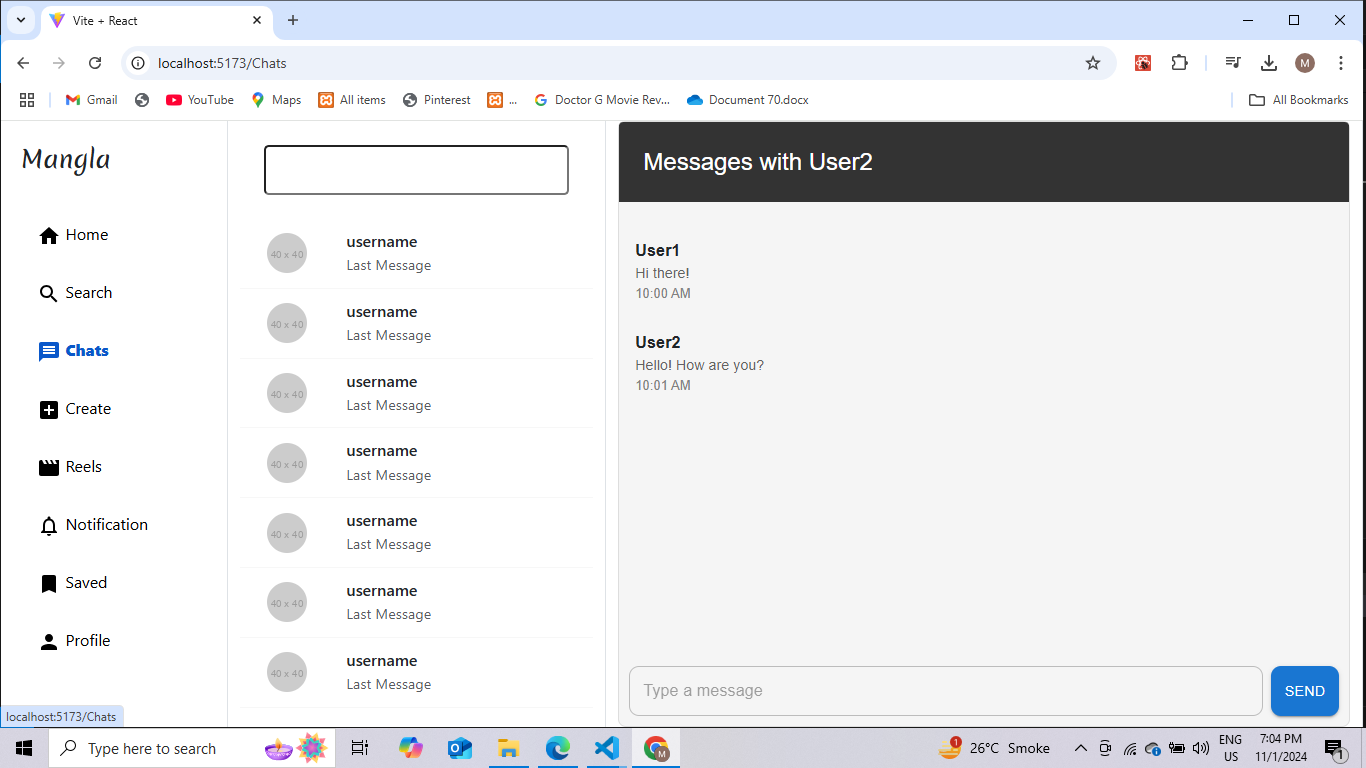 Vite + React
localhost:5173/Chats
M
Gmail
YouTube
Maps
All items
Pinterest
...
Doctor G Movie Rev...
Document 70.docx
All Bookmarks
Mangla
Home
Search
Chats
Create
Reels
Notification
Saved
Profile
40 x 40
username
Last Message
40 x 40
username
Last Message
40 x 40
username
Last Message
40 x 40
username
Last Message
40 x 40
username
Last Message
40 x 40
username
Last Message
40 x 40
username
Last Message
Messages with User2
User1
Hi there!
10:00 AM
User2
Hello! How are you?
10:01 AM
Type a message
SEND
localhost:5173/Chats
Type here to search
M
1
26°C Smoke
ENG
US
7:04 PM
11/1/2024
1